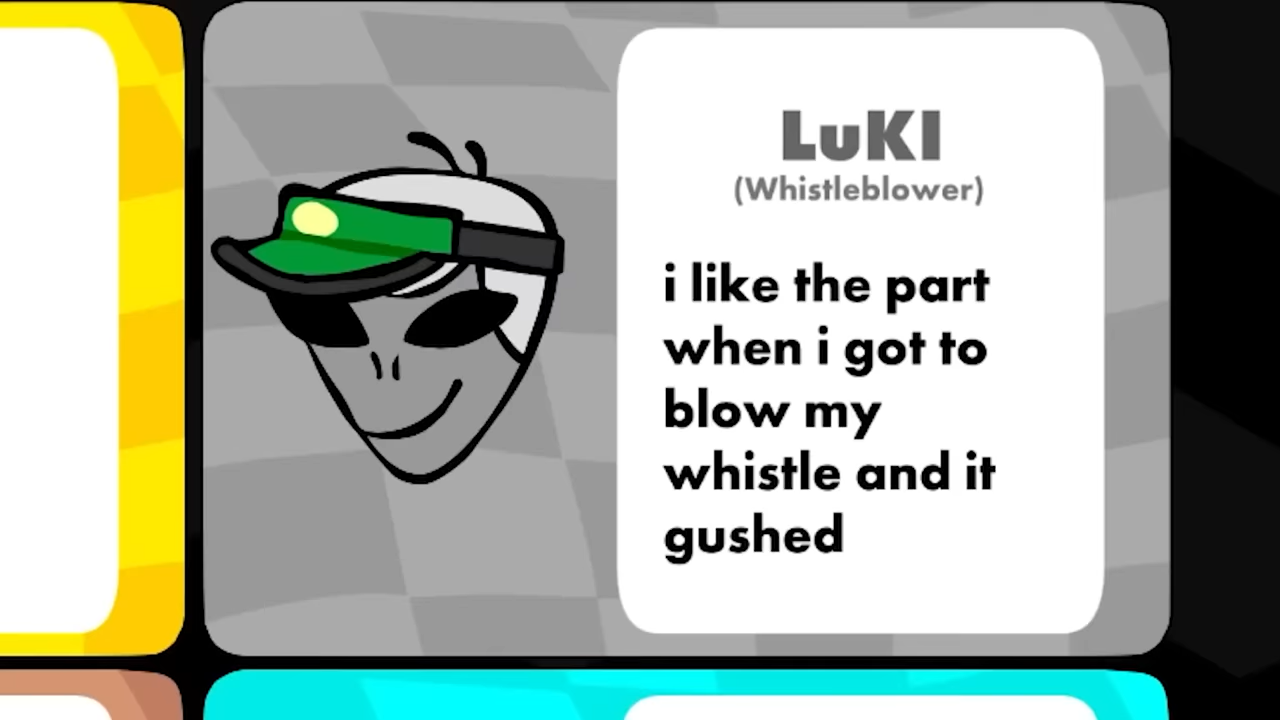 LuKI
(Whistleblower)
i like the part
when i got to
blow my
whistle and it
gushed